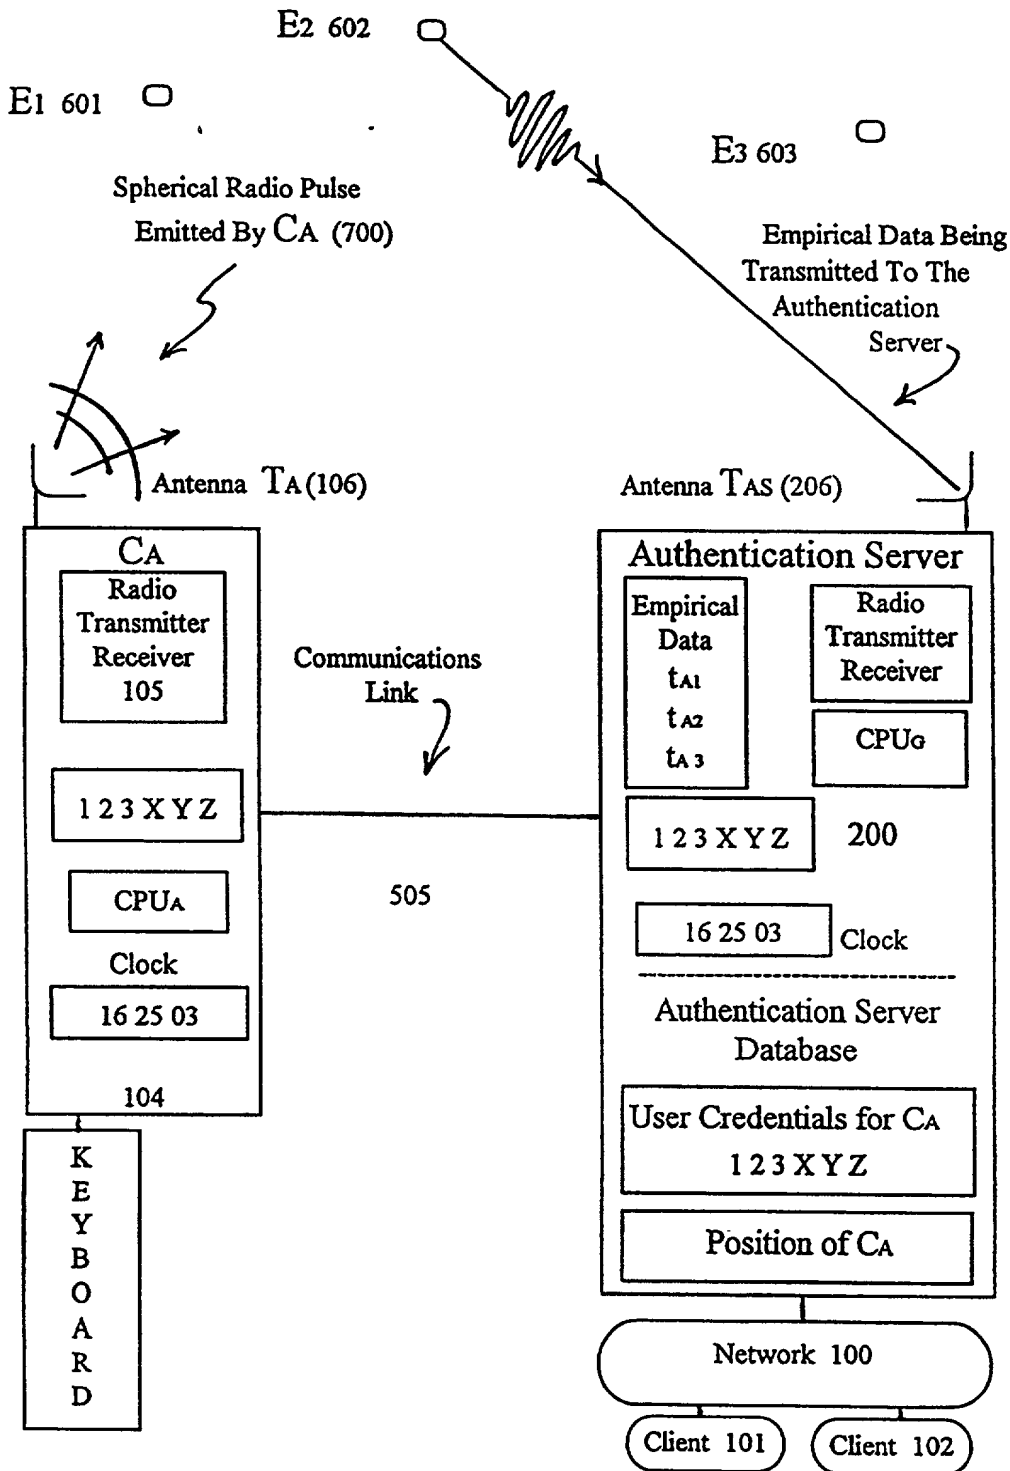 E2 602
E1 601
E3 603
Spherical Radio Pulse
Emitted By CA (700)
Empirical Data Being
Transmitted To The
Authentication
Server
Antenna TA (106)
Antenna TAS (206)
CA
Radio
Transmitter
Receiver
105
1 2 3 X Y Z
CPUA
Clock
16 25 03
104
K
E
Y
B
O
A
R
D
Communications
Link
505
Authentication Server
Empirical
Data
tA1
tA2
tA 3
Radio
Transmitter
Receiver
CPUG
1 2 3 X Y Z
200
16 25 03
Clock
Authentication Server
Database
User Credentials for CA
1 2 3 X Y Z
Position of CA
Network 100
Client 101
Client 102